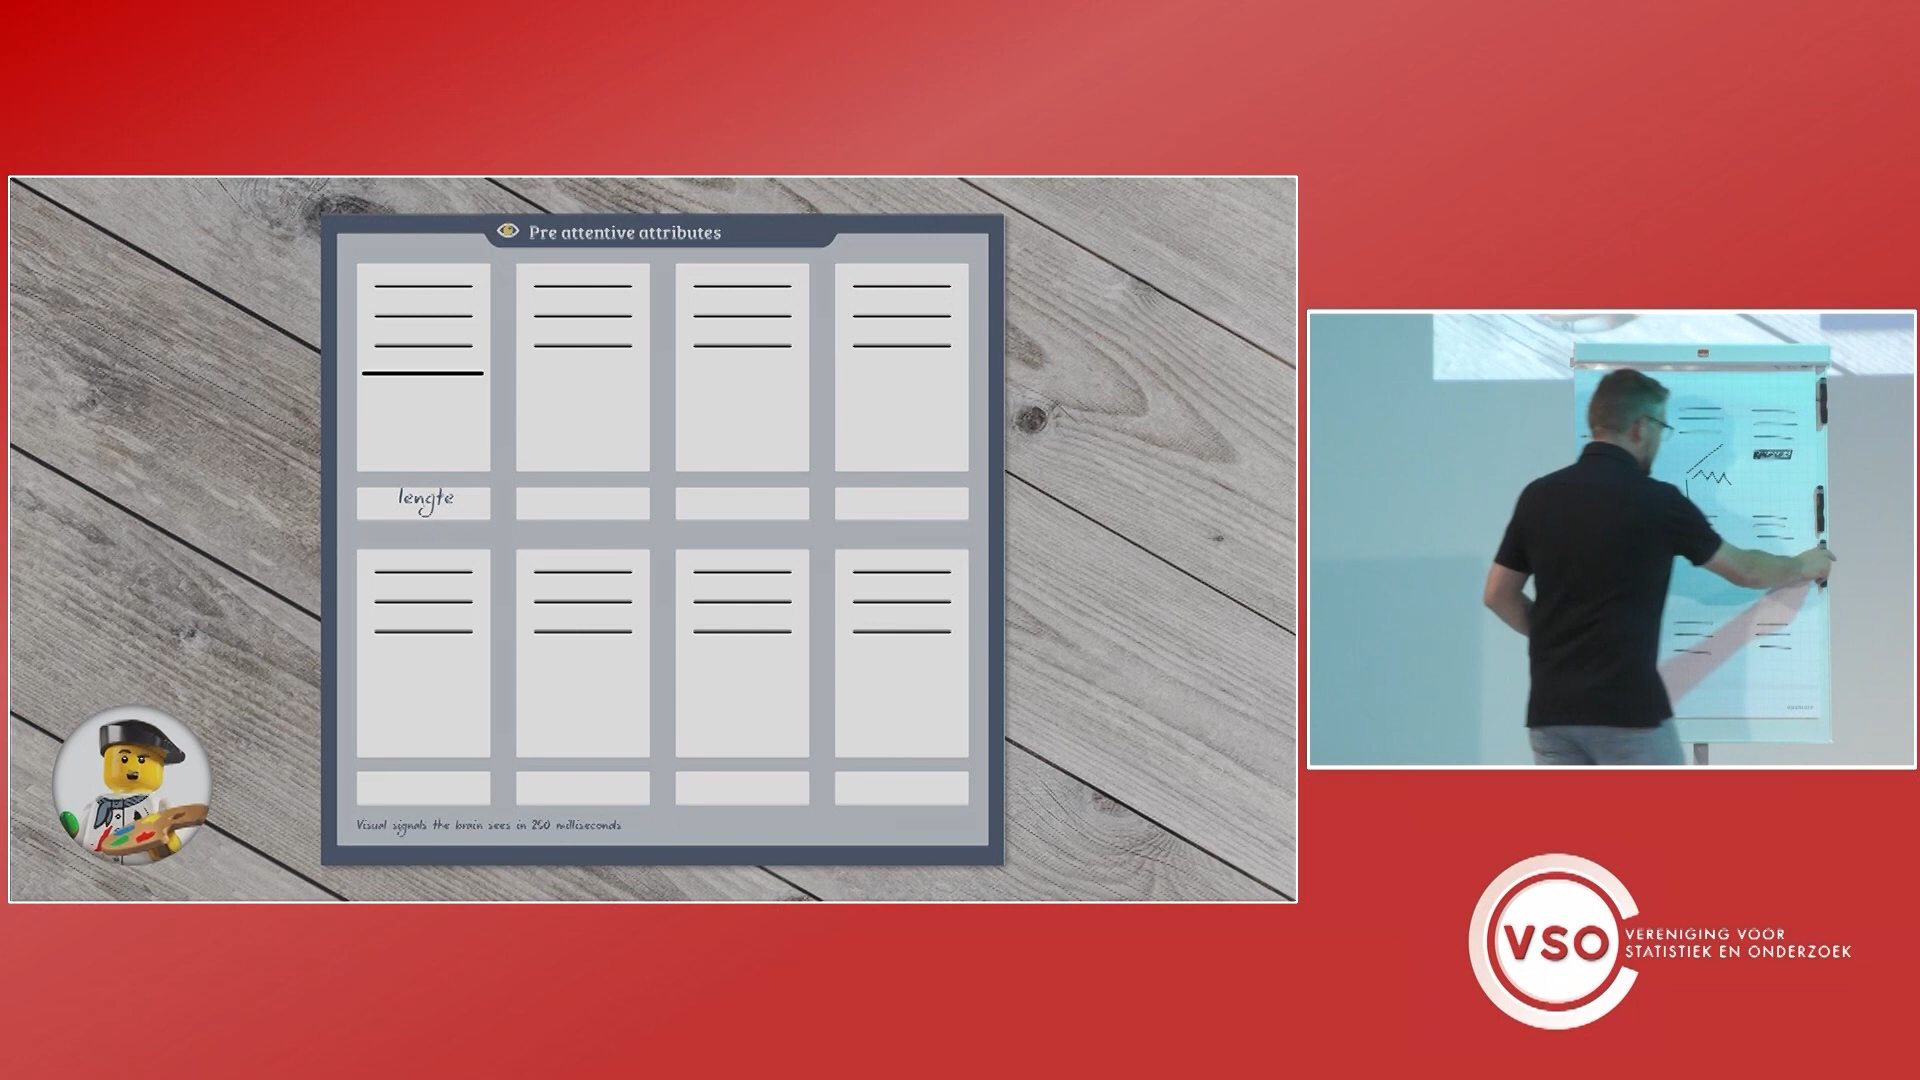 Pre attentive attributes
lengte
Visual signals the brain sees in 250 milliseconds
VSO
VERENIGING VOOR
STATISTIEK EN ONDERZOEK